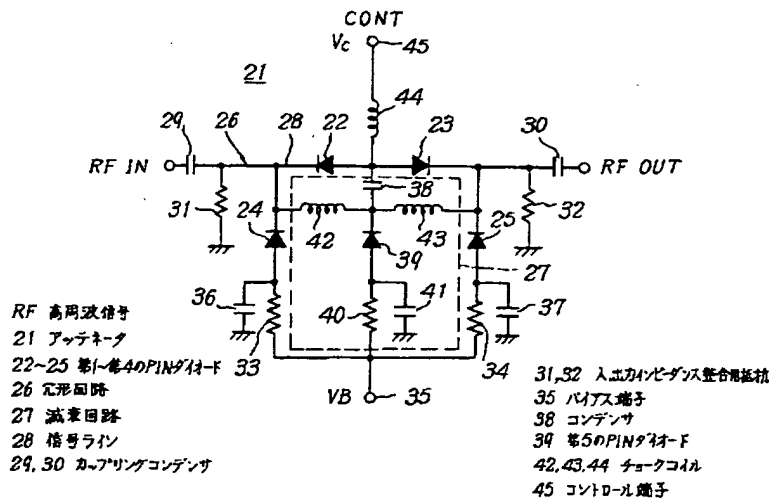 CONT
Vc
45
21
44
29
26
28
22
23
30
RF IN
RF OUT
38
31
32
24
42
43
25
39
27
36
41
37
40
33
34
VB
35
RF 高周波信号
21 アッテネータ
22~25 第1~第4のPINダイオード
26 π形回路
27 減衰回路
28 信号ライン
29,30 カップリングコンデンサ
31,32 入出力インピーダンス整合用抵抗
35 バイアス端子
38 コンデンサ
39 第5のPINダイオード
42,43,44 チョークコイル
45 コントロール端子